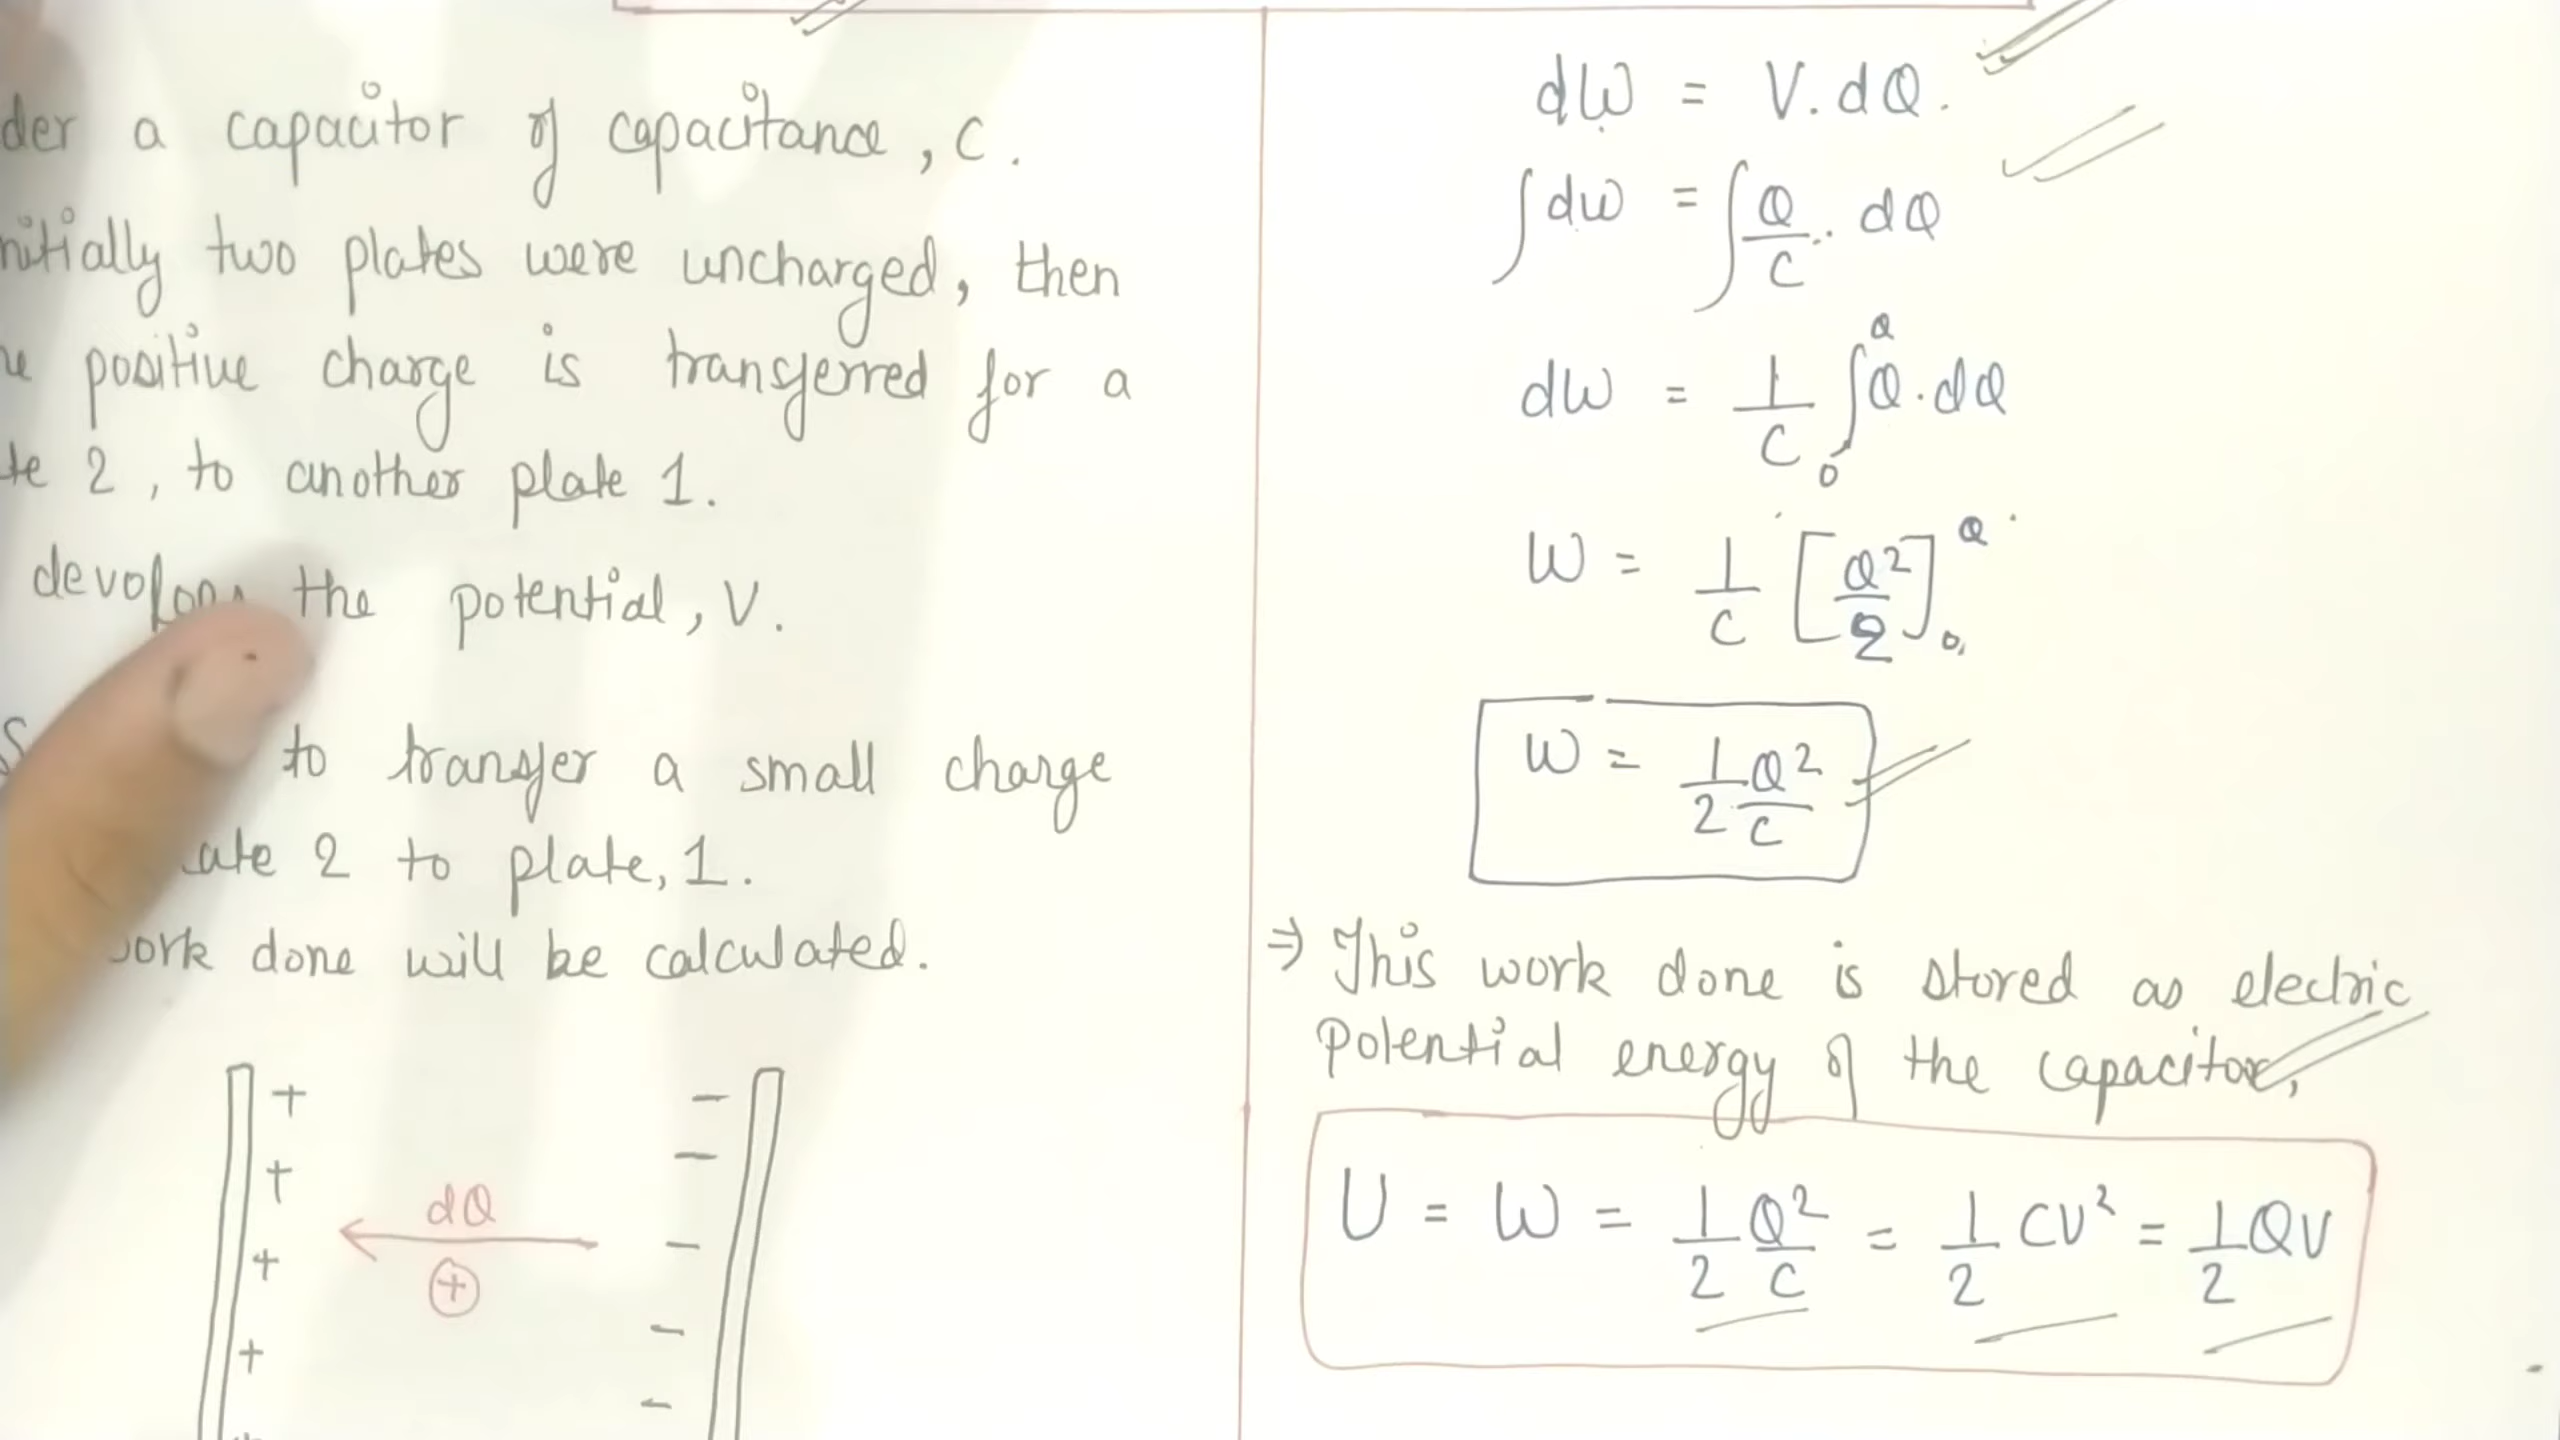 der a capacitor of capacitance, C.
nitially two plates were uncharged, then
positive charge is transferred for a
te 2, to another plate 1.
the potential, V.
to transfer a small charge
ate 2 to plate, 1.
work done will be calculated.
+ + + + − − − − −
dQ
+
dW = V. dQ.
∫dw = ∫Q/C . dQ
dw = 1/C ₀∫^Q Q.dQ
W = 1/C [Q²/2]₀^Q
W = 1/2 Q²/C
⇒ This work done is stored as electric
Potential energy of the capacitor,
U = W = 1/2 Q²/C = 1/2 CV² = 1/2 QV